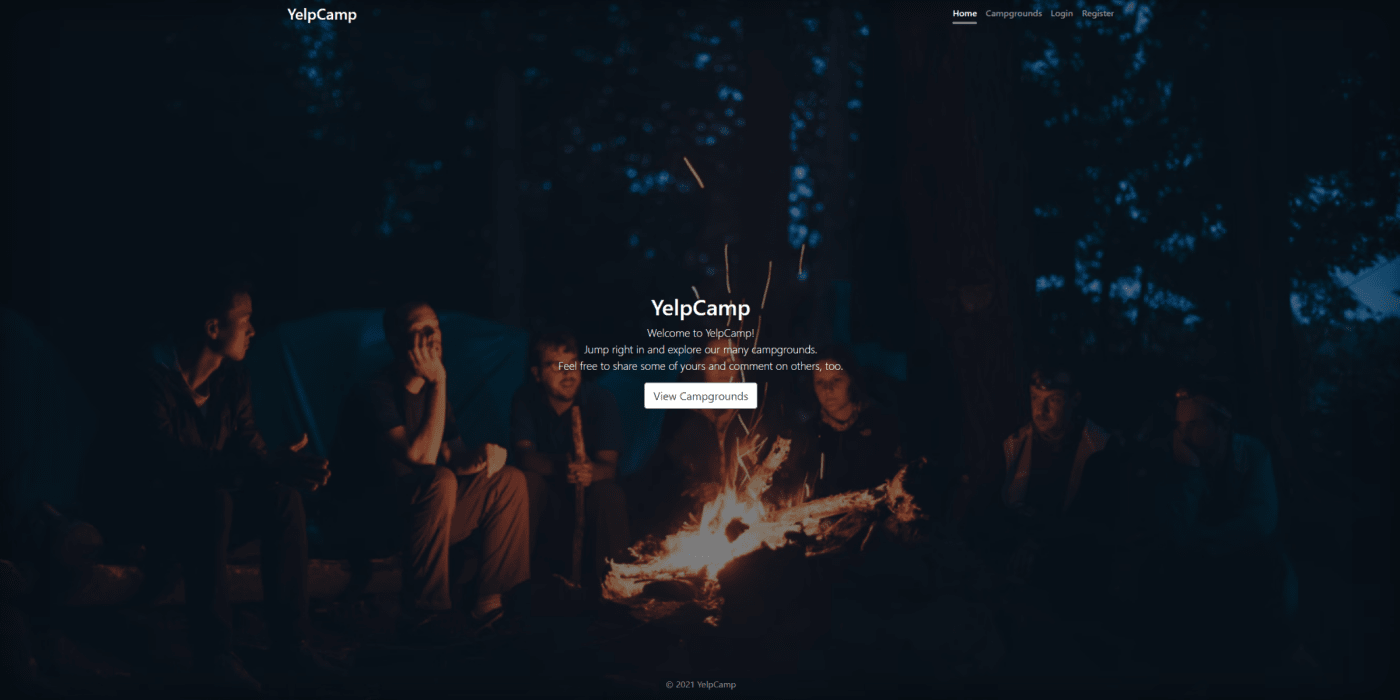 YelpCamp
Home Campgrounds Login Register
YelpCamp
Welcome to YelpCamp!
Jump right in and explore our many campgrounds.
Feel free to share some of yours and comment on others, too.
View Campgrounds
© 2021 YelpCamp